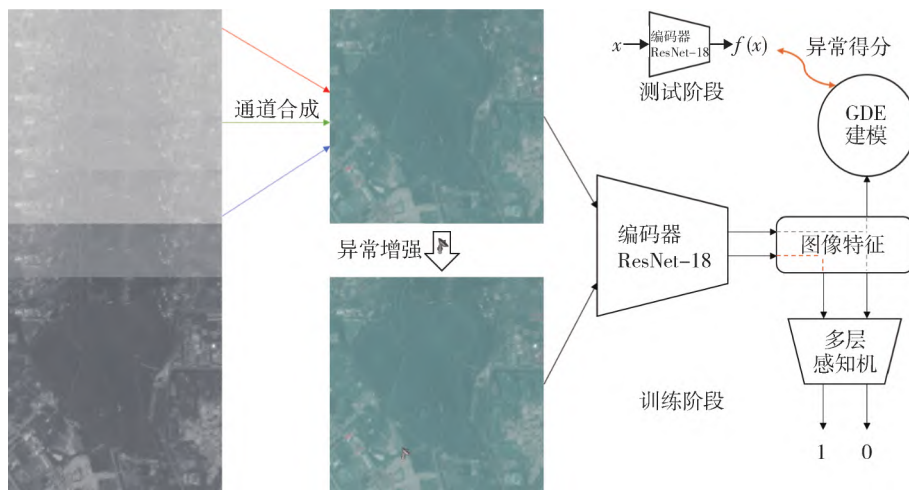 通道合成
异常增强
x
编码器
ResNet-18
f(x)
测试阶段
异常得分
GDE
建模
编码器
ResNet-18
图像特征
多层
感知机
训练阶段
1 0